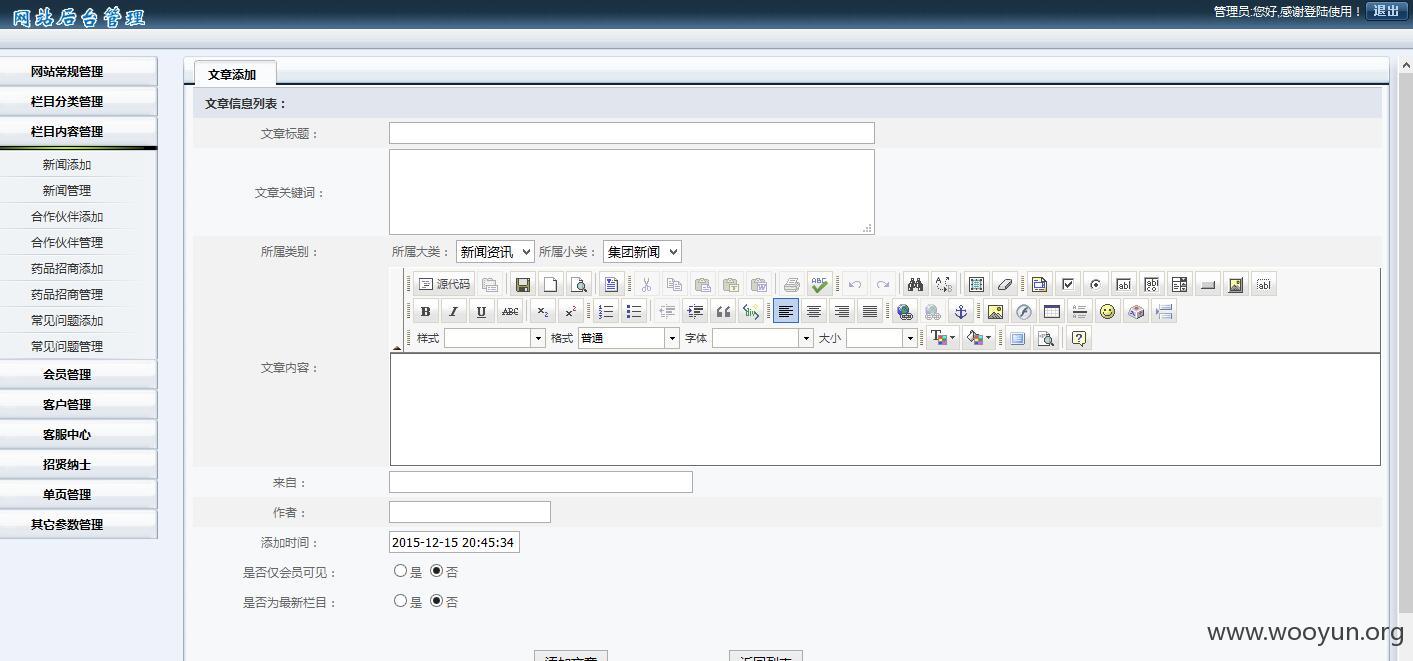 网站后台管理
管理员:您好,感谢登陆使用！ 退出
网站常规管理
栏目分类管理
栏目内容管理
新闻添加
新闻管理
合作伙伴添加
合作伙伴管理
药品招商添加
药品招商管理
常见问题添加
常见问题管理
会员管理
客户管理
客服中心
招贤纳士
单页管理
其它参数管理
文章添加
文章信息列表：
文章标题：
文章关键词：
所属类别： 所属大类： 新闻资讯 所属小类： 集团新闻
源代码
B I U ABC x₂ x²
样式 格式 普通 字体 大小
文章内容：
来自：
作者：
添加时间： 2015-12-15 20:45:34
是否仅会员可见： 是 否
是否为最新栏目： 是 否
添加文章 返回列表
www.wooyun.org